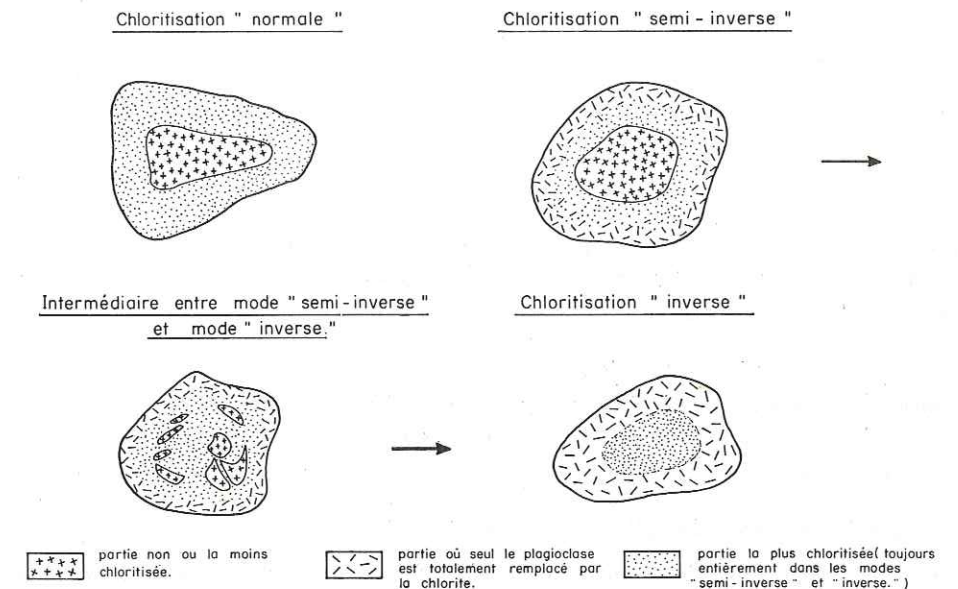 Chloritisation " normale "
Chloritisation " semi - inverse "
Intermédiaire entre mode " semi - inverse "
et mode " inverse."
Chloritisation " inverse "
partie non ou la moins
chloritisée.
partie où seul le plagioclase
est totalement remplacé par
la chlorite.
partie la plus chloritisée( toujours
entièrement dans les modes
"semi - inverse " et "inverse." )